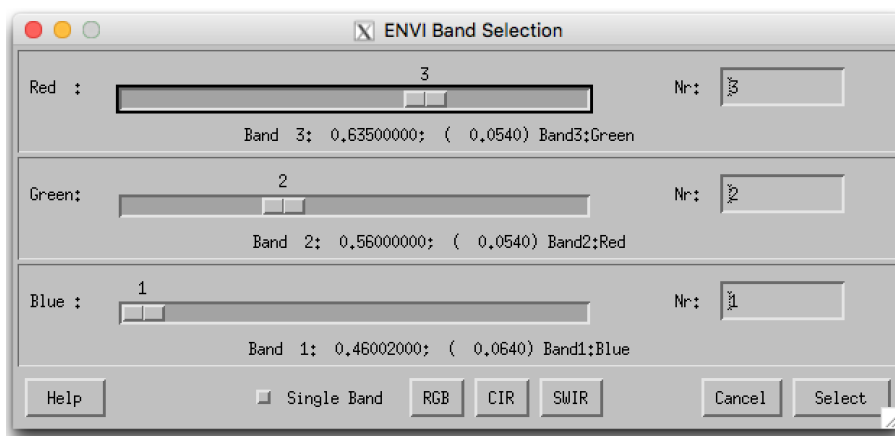 X ENVI Band Selection
3
Red : Nr: 3
Band 3: 0.63500000; ( 0.0540) Band3:Green
2
Green: Nr: 2
Band 2: 0.56000000; ( 0.0540) Band2:Red
1
Blue : Nr: 1
Band 1: 0.46002000; ( 0.0640) Band1:Blue
Help Single Band RGB CIR SWIR Cancel Select